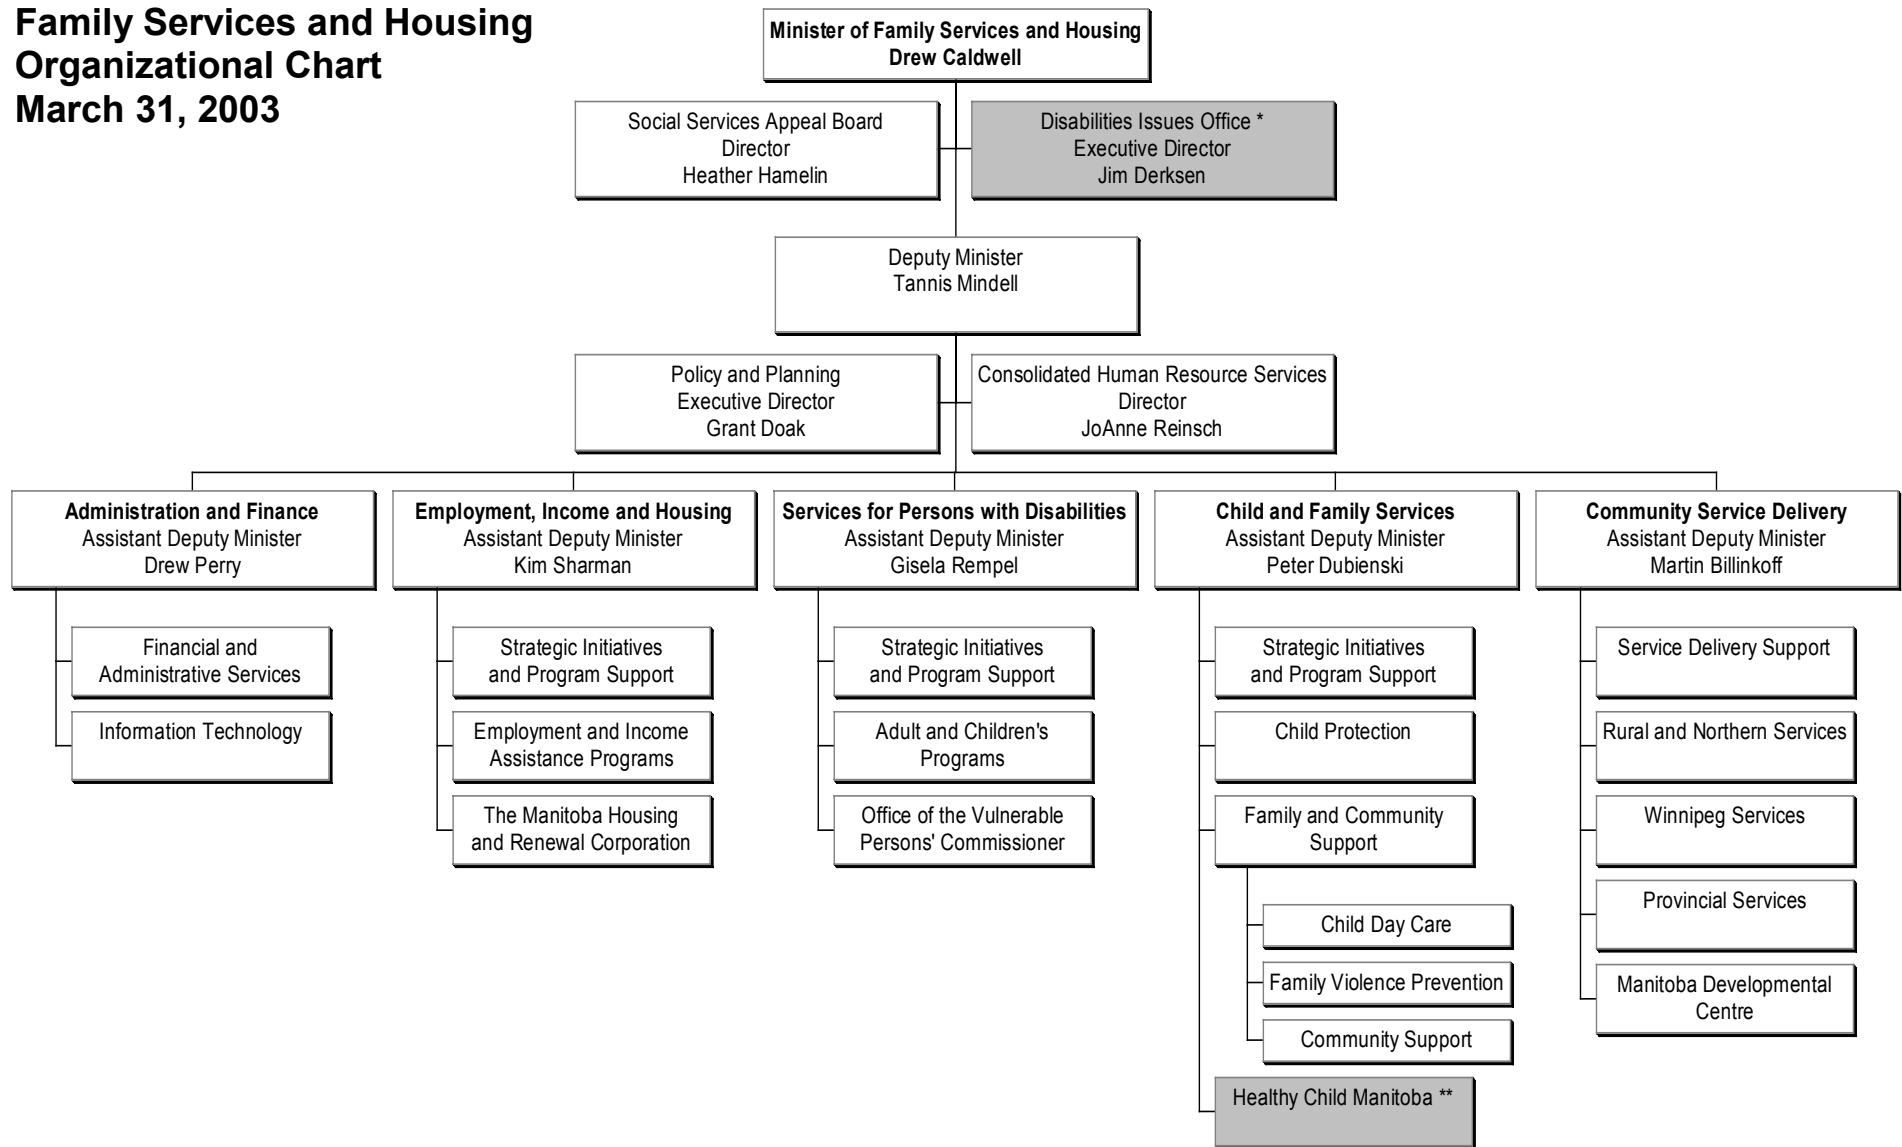 Family Services and Housing
Organizational Chart
March 31, 2003
Minister of Family Services and Housing
Drew Caldwell
Social Services Appeal Board
Director
Heather Hamelin
Disabilities Issues Office *
Executive Director
Jim Derksen
Deputy Minister
Tannis Mindell
Policy and Planning
Executive Director
Grant Doak
Consolidated Human Resource Services
Director
JoAnne Reinsch
Administration and Finance
Assistant Deputy Minister
Drew Perry
Financial and
Administrative Services
Information Technology
Employment, Income and Housing
Assistant Deputy Minister
Kim Sharman
Strategic Initiatives
and Program Support
Employment and Income
Assistance Programs
The Manitoba Housing
and Renewal Corporation
Services for Persons with Disabilities
Assistant Deputy Minister
Gisela Rempel
Strategic Initiatives
and Program Support
Adult and Children's
Programs
Office of the Vulnerable
Persons' Commissioner
Child and Family Services
Assistant Deputy Minister
Peter Dubienski
Strategic Initiatives
and Program Support
Child Protection
Family and Community
Support
Child Day Care
Family Violence Prevention
Community Support
Healthy Child Manitoba **
Community Service Delivery
Assistant Deputy Minister
Martin Billinkoff
Service Delivery Support
Rural and Northern Services
Winnipeg Services
Provincial Services
Manitoba Developmental
Centre